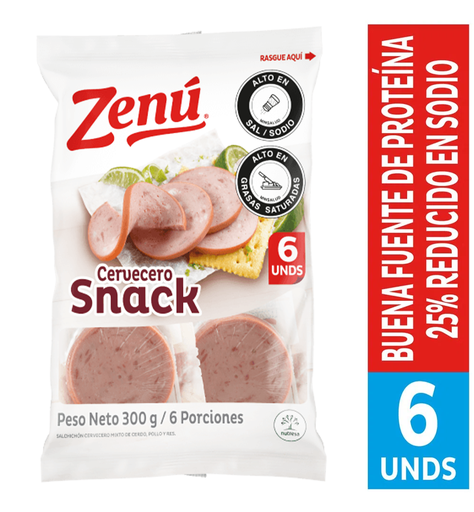 RASGUE AQUÍ
Zenú
ALTO EN
MINSALUD
SAL / SODIO
ALTO EN
MINSALUD
GRASAS SATURADAS
6
UNDS
Cervecero
Snack
Peso Neto 300 g / 6 Porciones
SALCHICHÓN CERVECERO MIXTO DE CERDO, POLLO Y RES.
nutresa
BUENA FUENTE DE PROTEÍNA
25% REDUCIDO EN SODIO
6
UNDS